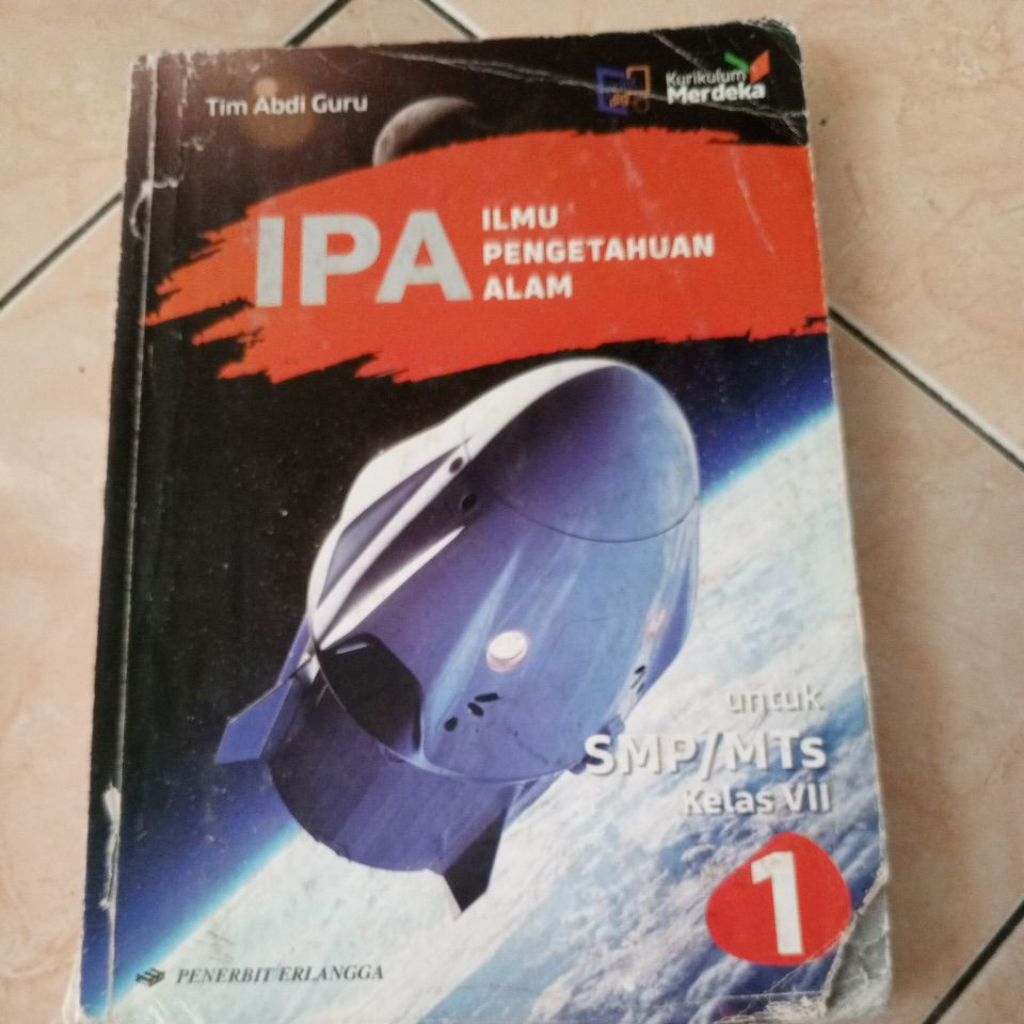 Tim Abdi Guru
Kurikulum
Merdeka
IPA
ILMU
PENGETAHUAN
ALAM
untuk
SMP/MTs
Kelas VII
1
PENERBIT ERLANGGA